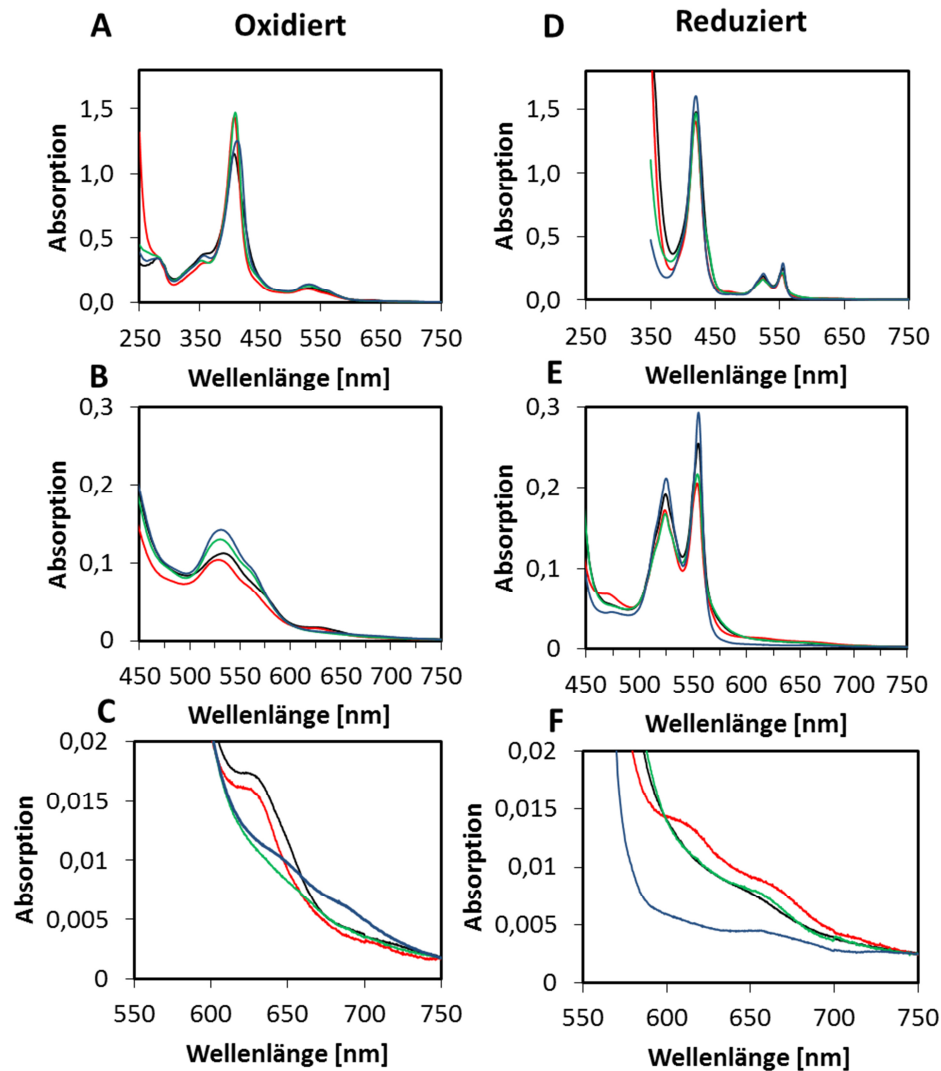 A Oxidiert
Absorption
1,5
1,0
0,5
0,0
250 350 450 550 650 750
Wellenlänge [nm]
D Reduziert
Absorption
1,5
1,0
0,5
0,0
250 350 450 550 650 750
Wellenlänge [nm]
B
Absorption
0,3
0,2
0,1
0
450 500 550 600 650 700 750
Wellenlänge [nm]
E
Absorption
0,3
0,2
0,1
0
450 500 550 600 650 700 750
Wellenlänge [nm]
C
Absorption
0,02
0,015
0,01
0,005
0
550 600 650 700 750
Wellenlänge [nm]
F
Absorption
0,02
0,015
0,01
0,005
0
550 600 650 700 750
Wellenlänge [nm]